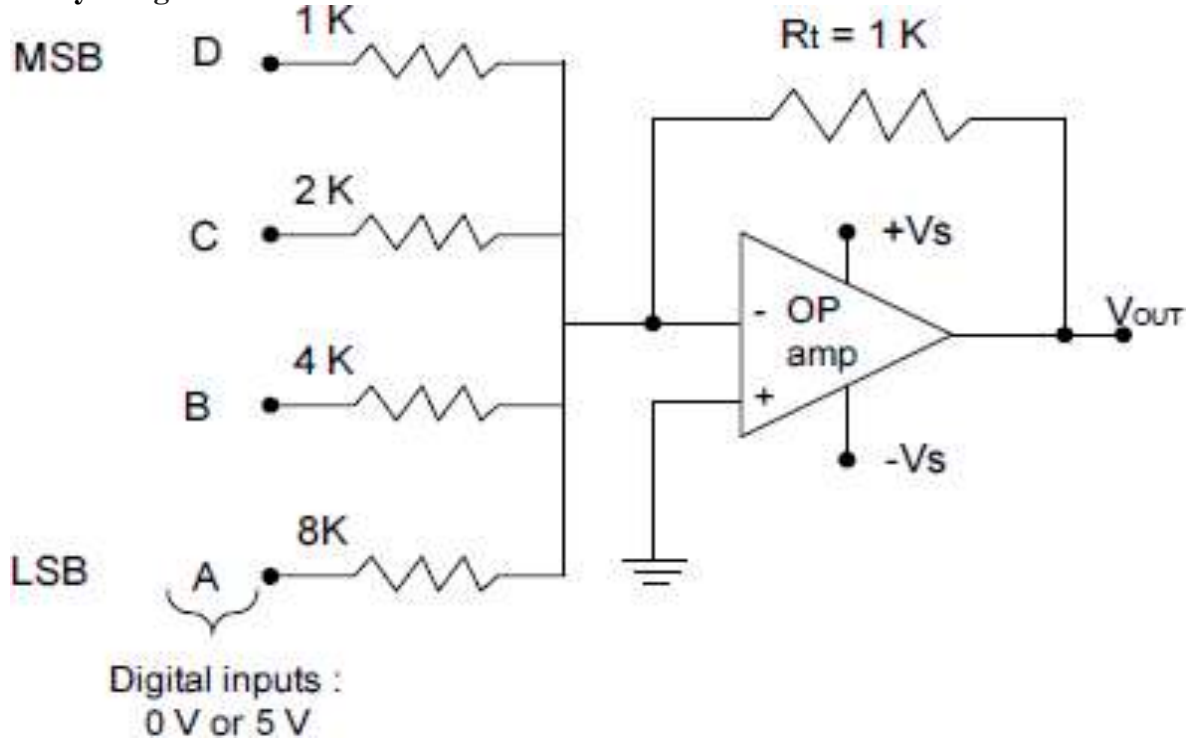 1 K
MSB D
Rt = 1 K
2 K
C
+Vs
- OP
amp
VOUT
4 K
B
+
-Vs
8K
LSB A
Digital inputs :
0 V or 5 V